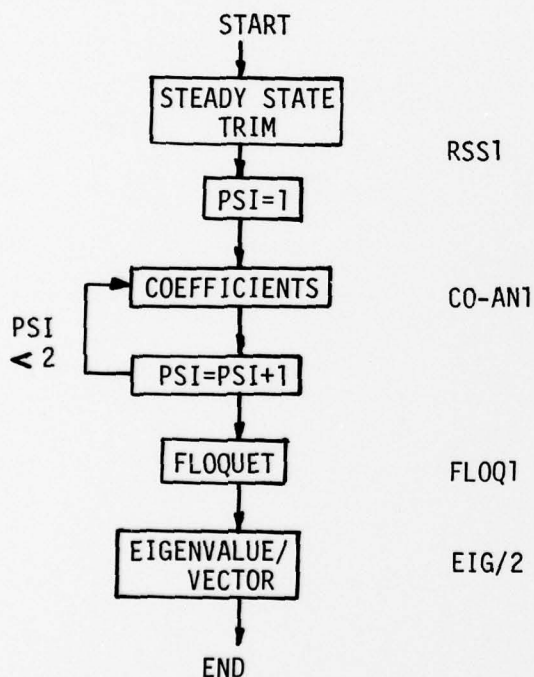 START
STEADY STATE
TRIM
RSS1
PSI=1
COEFFICIENTS
CO-AN1
PSI
< 2
PSI=PSI+1
FLOQUET
FLOQ1
EIGENVALUE/
VECTOR
EIG/2
END